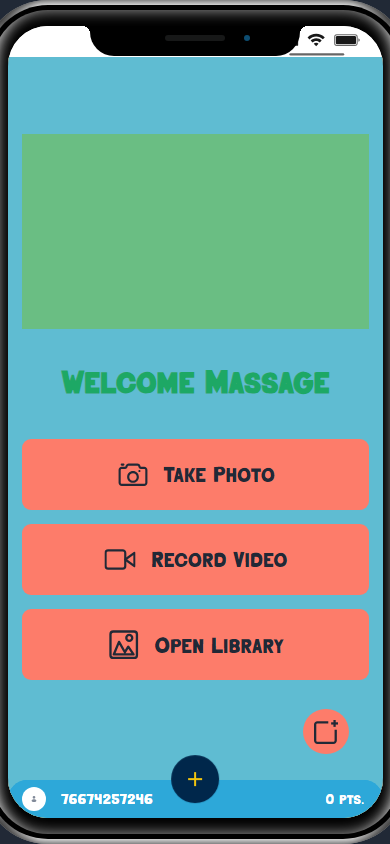 Welcome Massage
Take Photo
Record Video
Open Library
76674257246
0 pts.